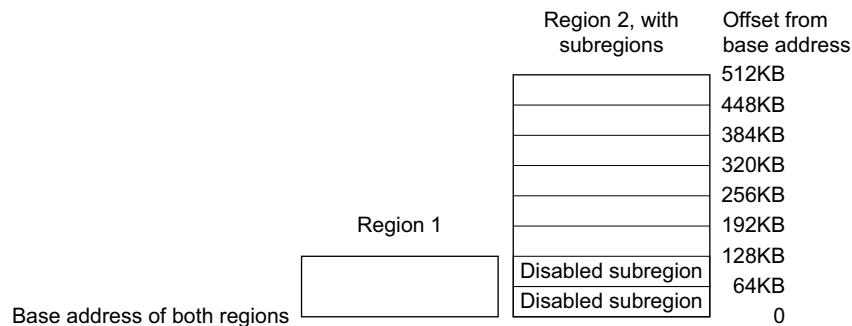 Region 2, with
subregions
Offset from
base address
512KB
448KB
384KB
320KB
256KB
Region 1
192KB
128KB
Disabled subregion
64KB
Disabled subregion
Base address of both regions
0